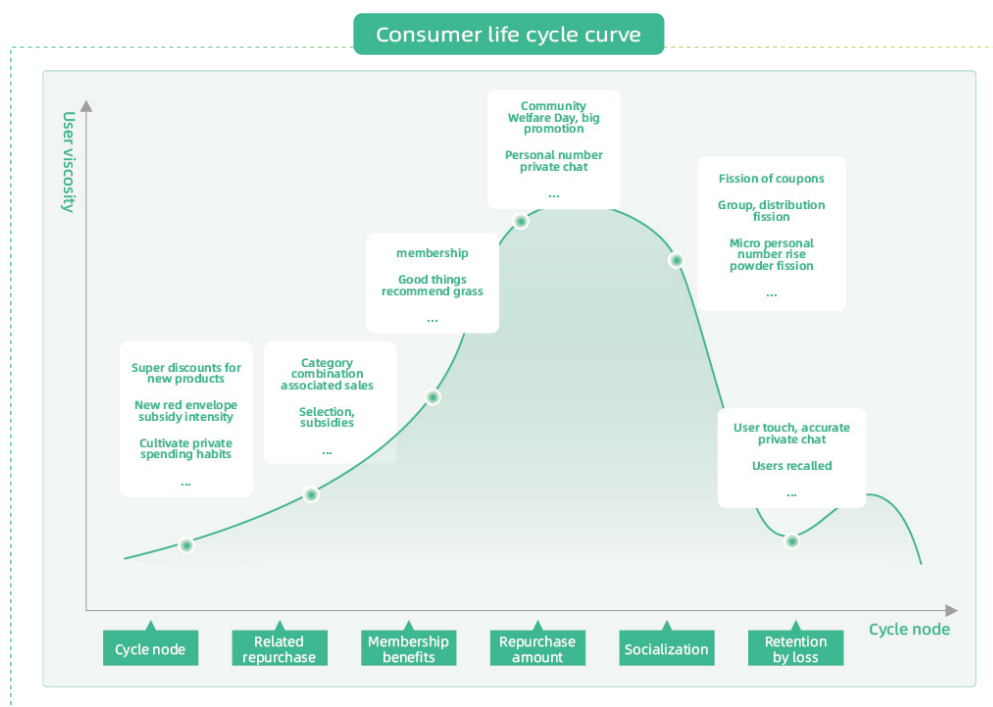 Consumer life cycle curve
User viscosity
Community
Welfare Day, big
promotion
Personal number
private chat
...
Fission of coupons
Group, distribution
fission
Micro personal
number rise
powder fission
...
membership
Good things
recommend grass
...
Super discounts for
new products
New red envelope
subsidy intensity
Cultivate private
spending habits
...
Category
combination
associated sales
Selection,
subsidies
...
User touch, accurate
private chat
Users recalled
...
Cycle node
Cycle node
Related
repurchase
Membership
benefits
Repurchase
amount
Socialization
Retention
by loss